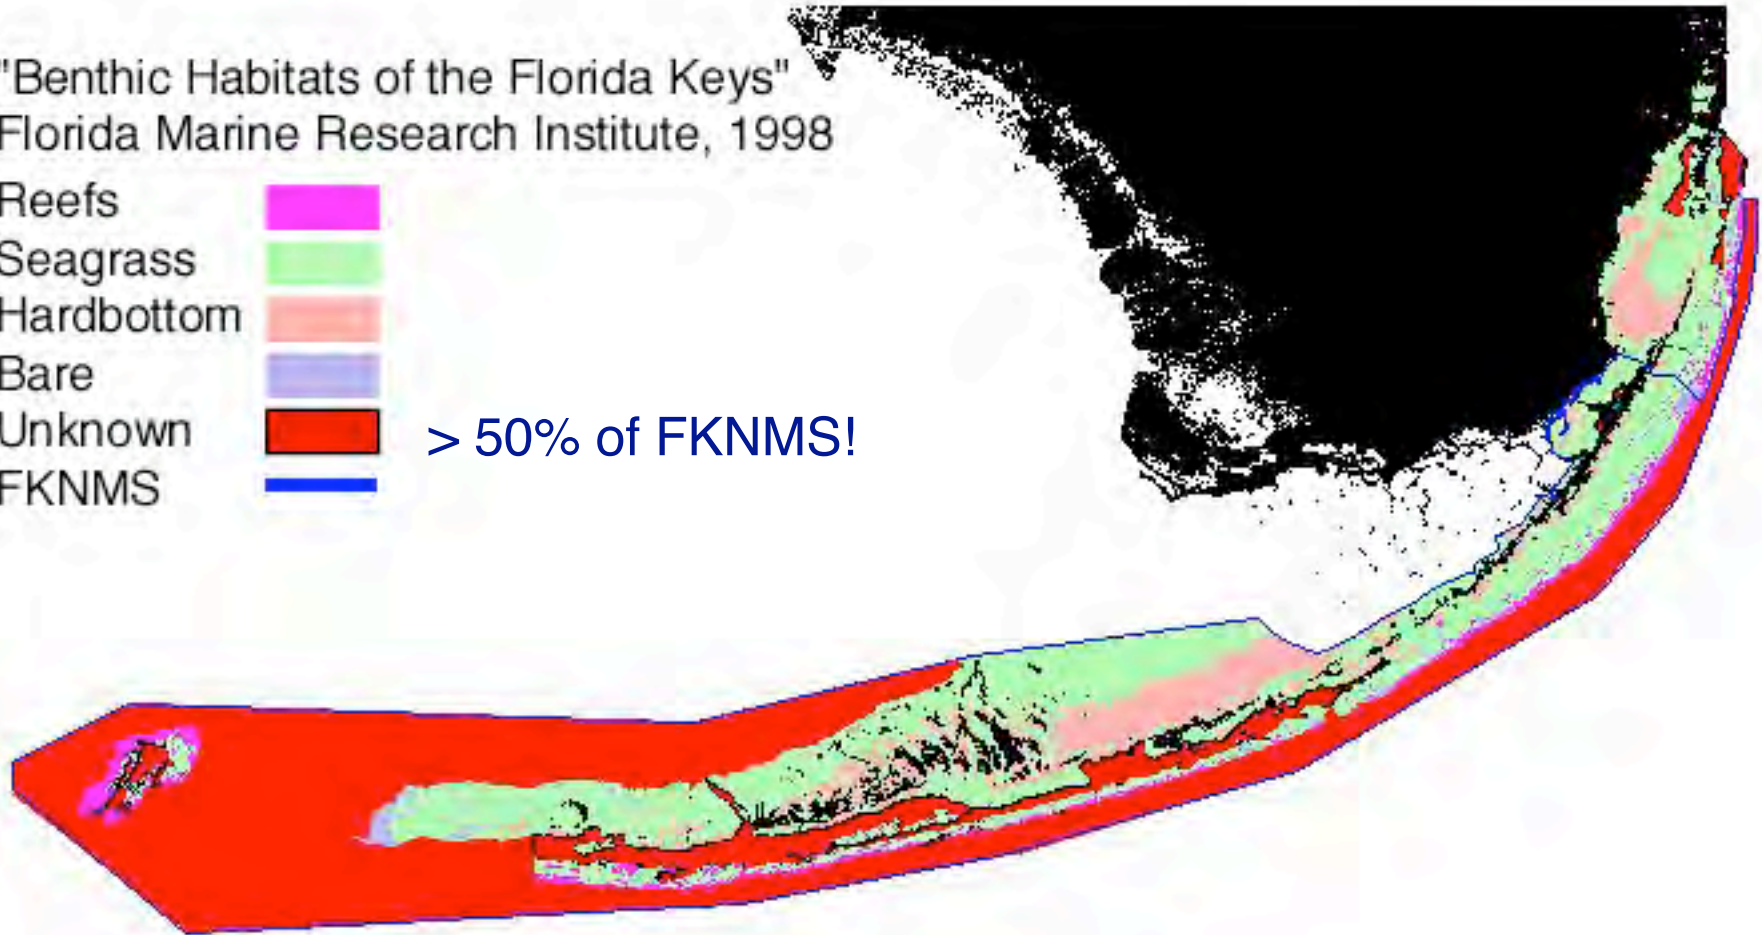 "Benthic Habitats of the Florida Keys"
Florida Marine Research Institute, 1998
Reefs
Seagrass
Hardbottom
Bare
Unknown > 50% of FKNMS!
FKNMS